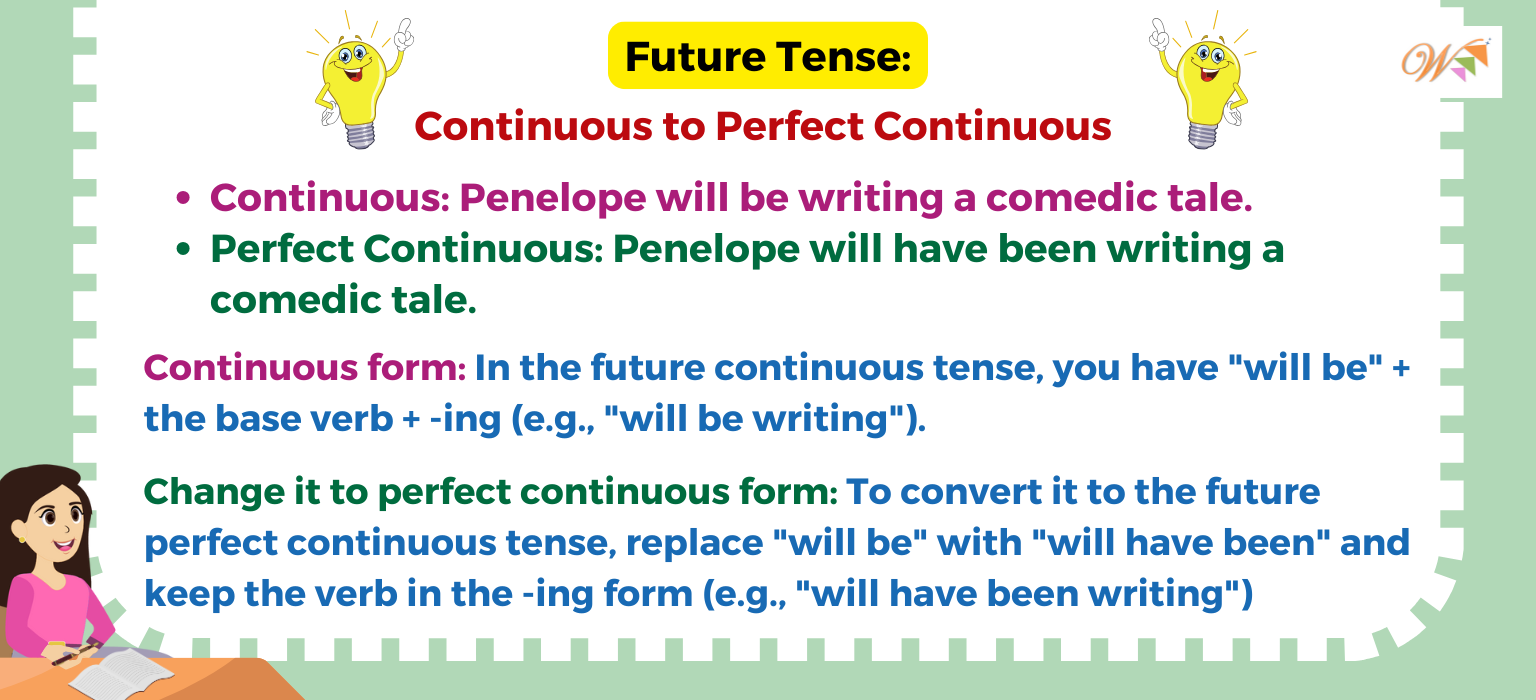 Future Tense:
W
Continuous to Perfect Continuous
• Continuous: Penelope will be writing a comedic tale.
• Perfect Continuous: Penelope will have been writing a
comedic tale.
Continuous form: In the future continuous tense, you have "will be" +
the base verb + -ing (e.g., "will be writing").
Change it to perfect continuous form: To convert it to the future
perfect continuous tense, replace "will be" with "will have been" and
keep the verb in the -ing form (e.g., "will have been writing")